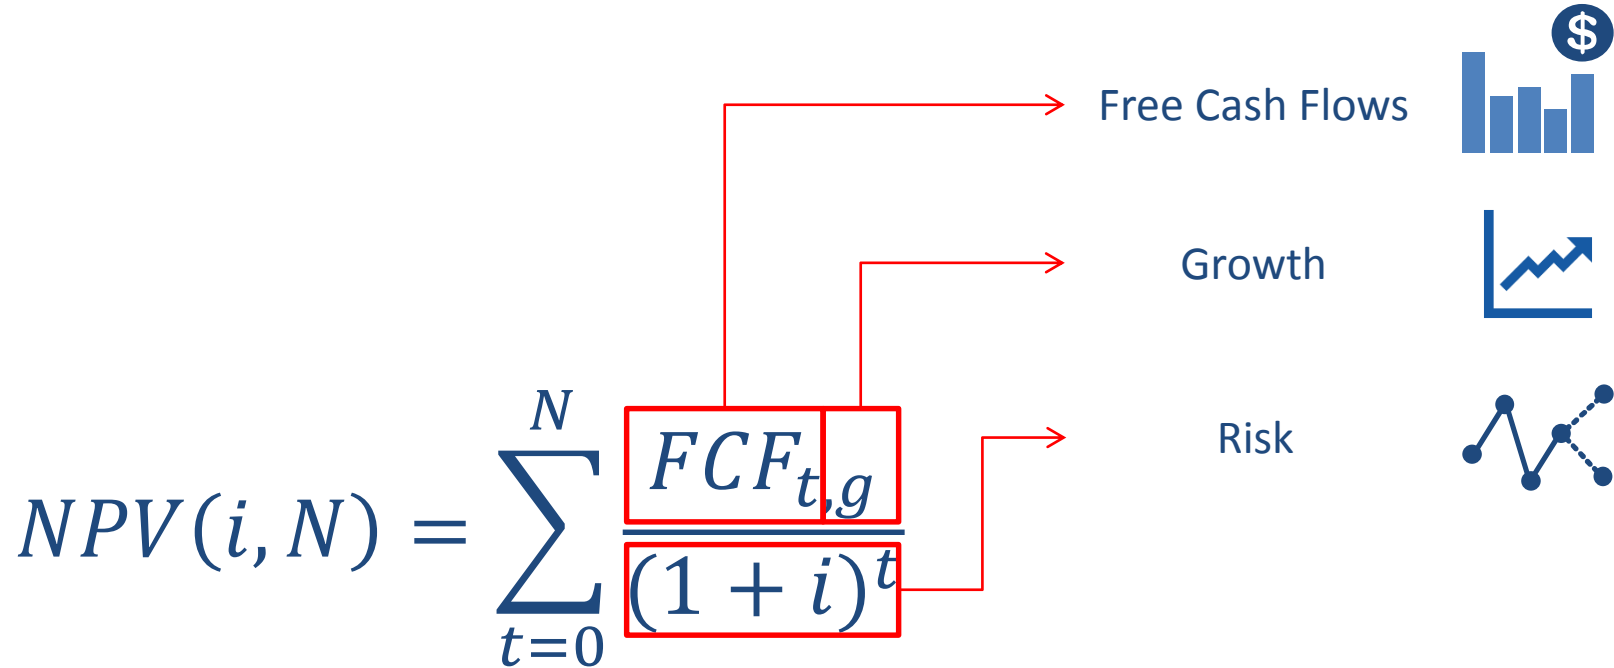 $
Free Cash Flows
Growth
Risk
NPV(i, N) = ∑_{t=0}^{N} FCF_{t,g} / (1 + i)^t